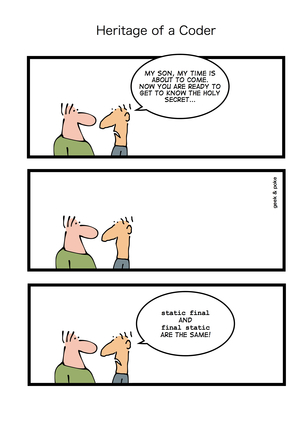 Heritage of a Coder
MY SON, MY TIME IS
ABOUT TO COME.
NOW YOU ARE READY TO
GET TO KNOW THE HOLY
SECRET...
geek & poke
static final
AND
final static
ARE THE SAME!